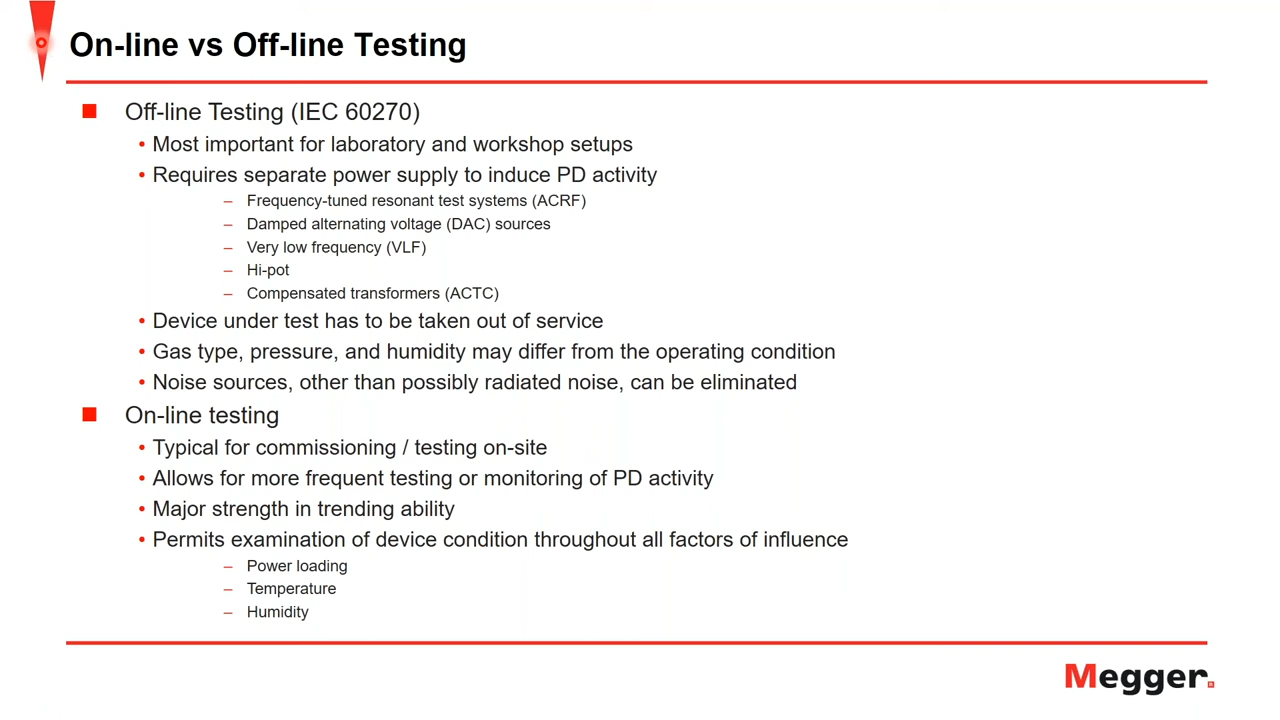 On-line vs Off-line Testing
Off-line Testing (IEC 60270)
• Most important for laboratory and workshop setups
• Requires separate power supply to induce PD activity
– Frequency-tuned resonant test systems (ACRF)
– Damped alternating voltage (DAC) sources
– Very low frequency (VLF)
– Hi-pot
– Compensated transformers (ACTC)
• Device under test has to be taken out of service
• Gas type, pressure, and humidity may differ from the operating condition
• Noise sources, other than possibly radiated noise, can be eliminated
On-line testing
• Typical for commissioning / testing on-site
• Allows for more frequent testing or monitoring of PD activity
• Major strength in trending ability
• Permits examination of device condition throughout all factors of influence
– Power loading
– Temperature
– Humidity
Megger